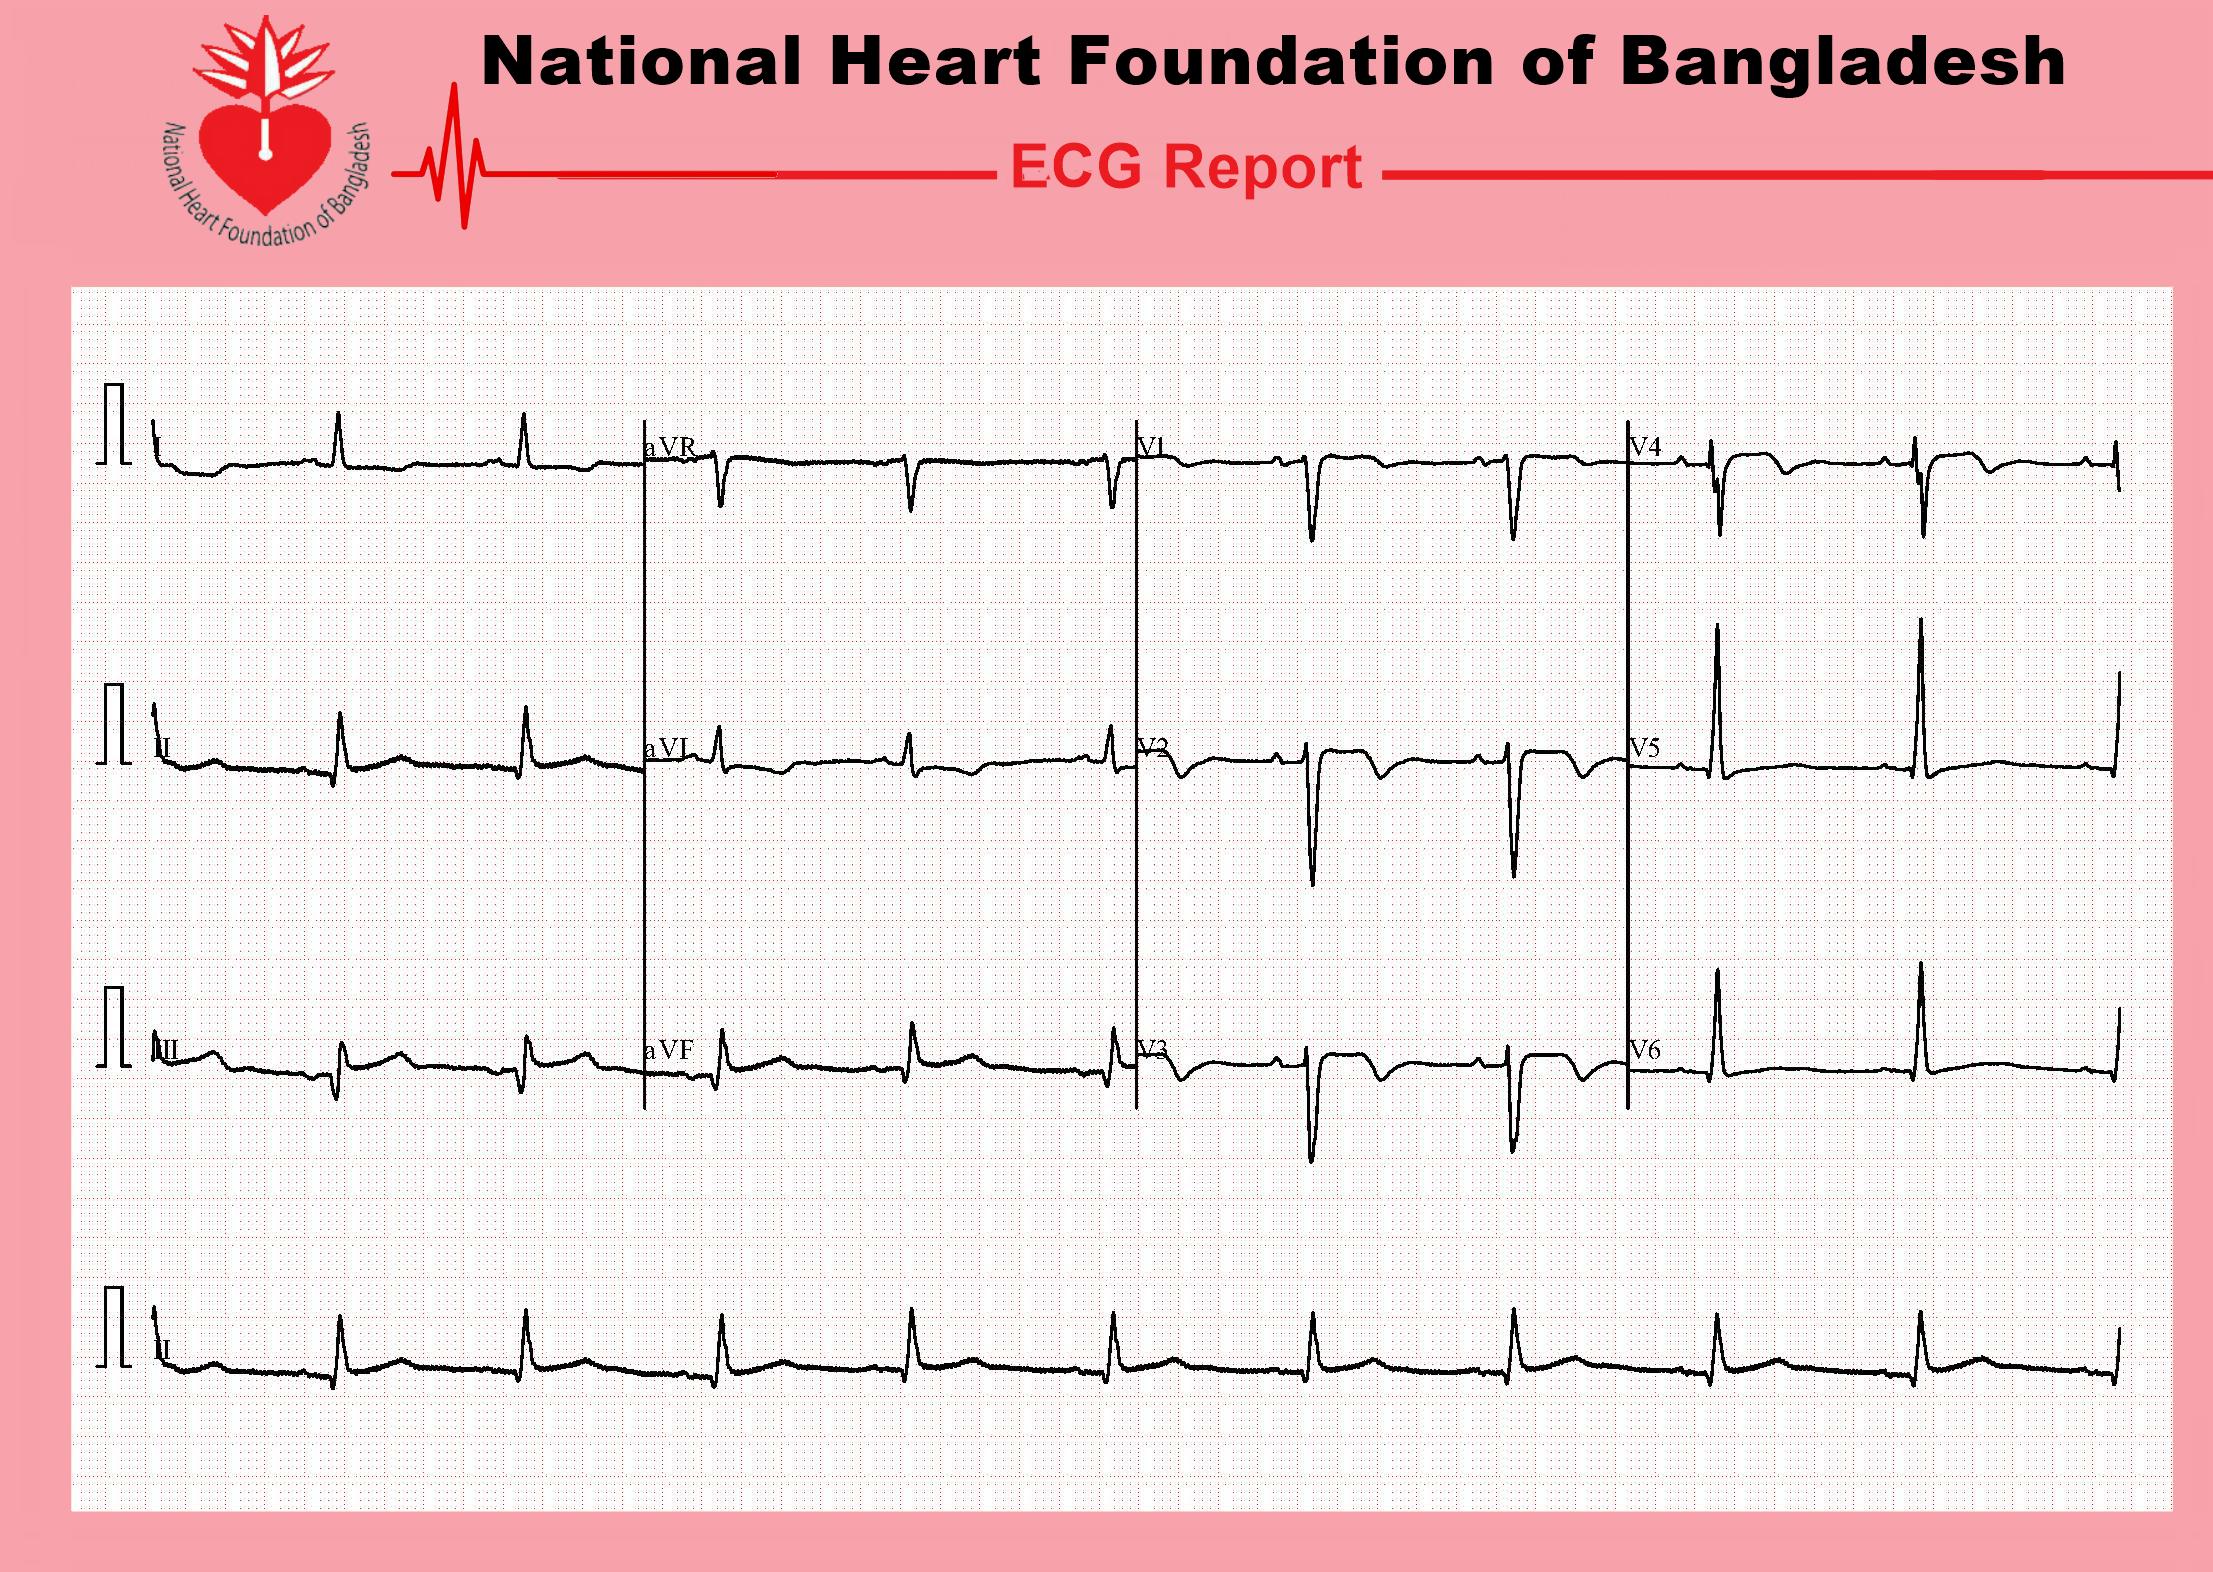 National Heart Foundation of Bangladesh
ECG Report
National Heart Foundation of Bangladesh
I
aVR
V1
V4
II
aVL
V2
V5
III
aVF
V3
V6
II